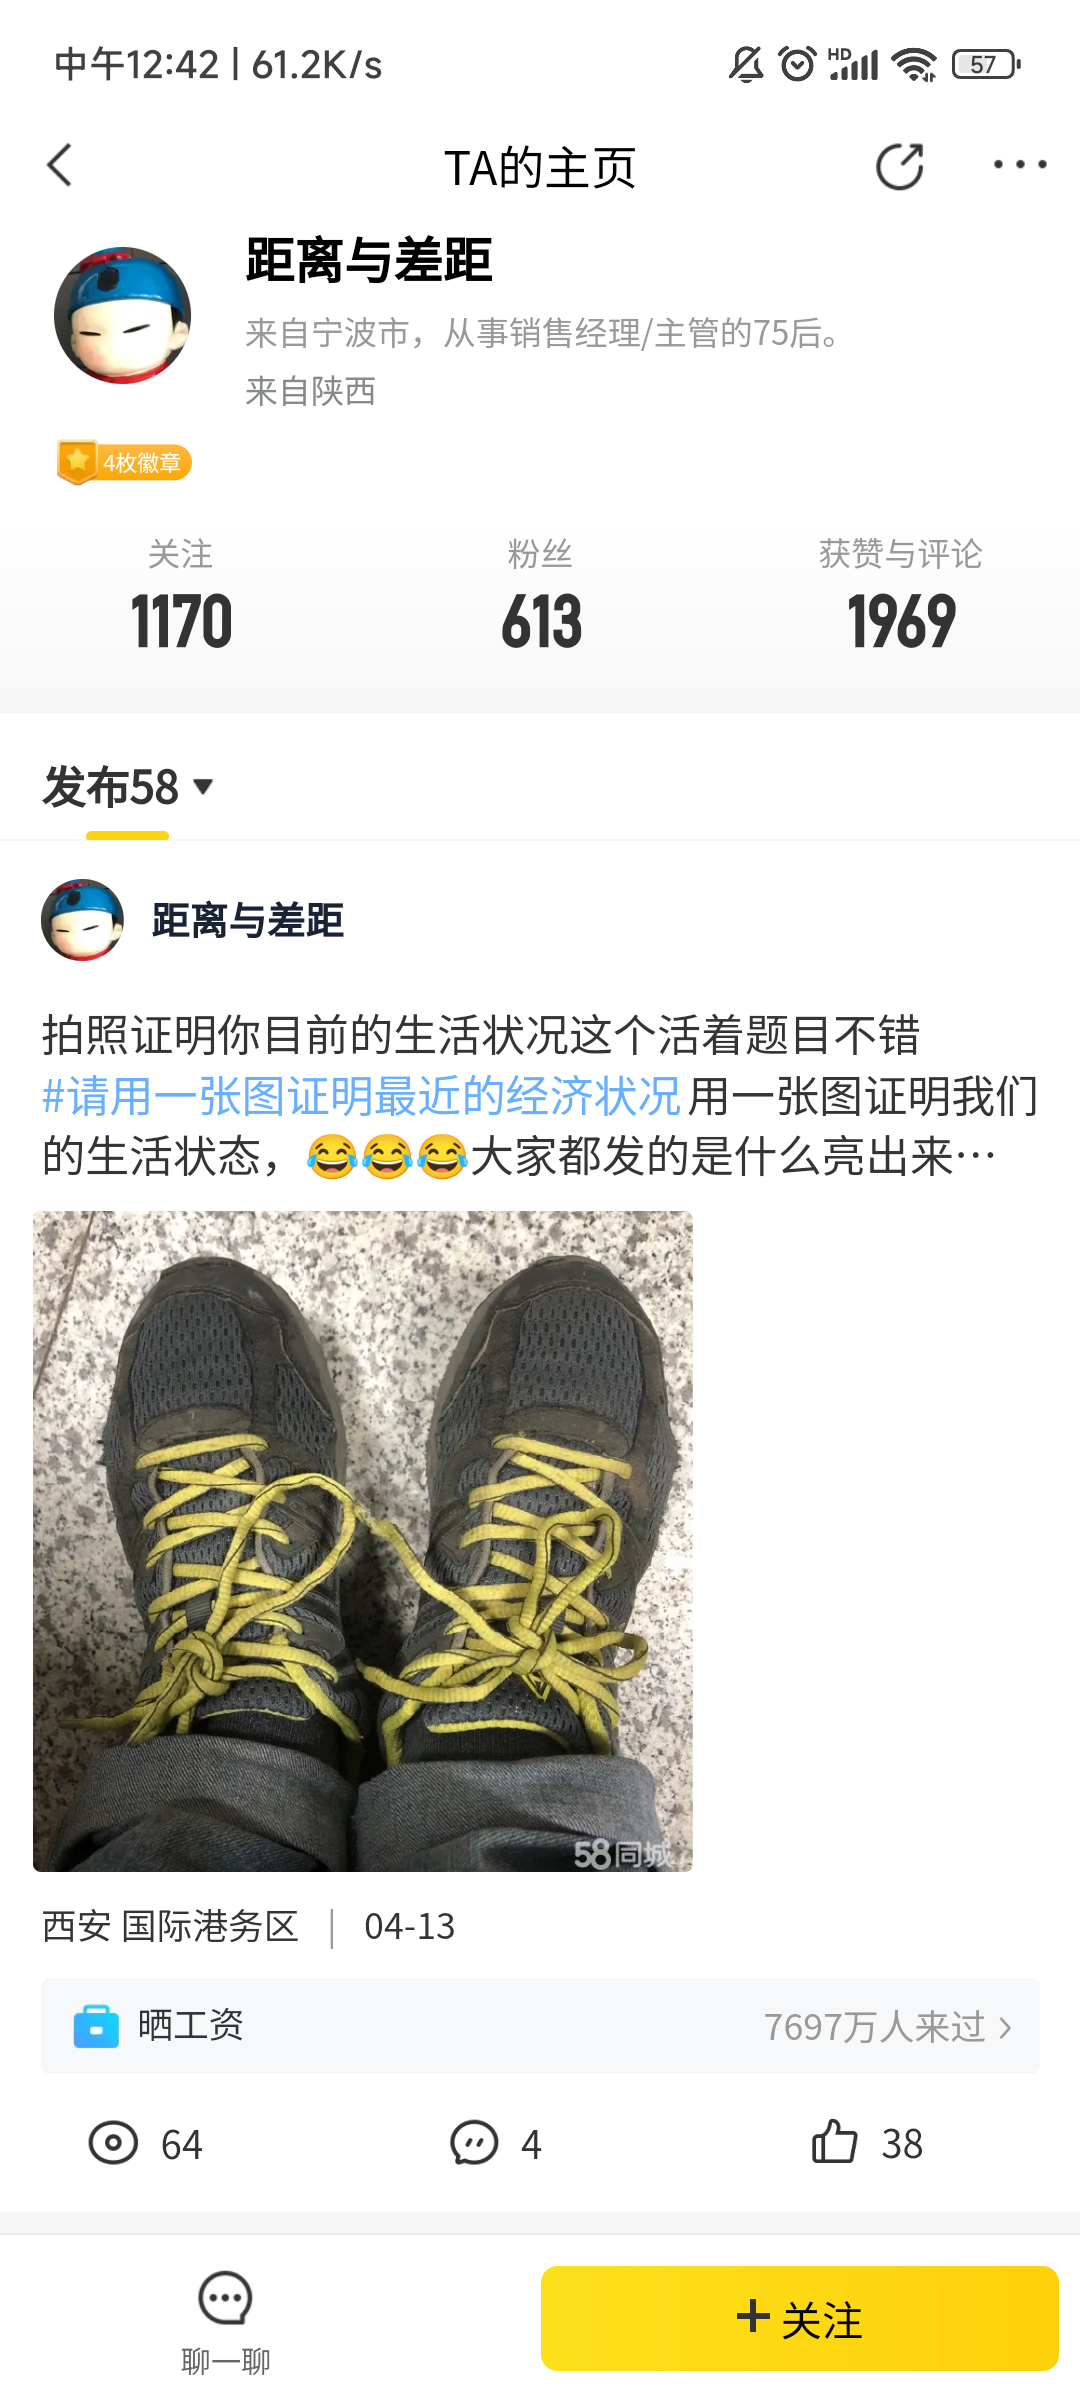 中午12:42 | 61.2K/s
HD
57
TA的主页
距离与差距
来自宁波市，从事销售经理/主管的75后。
来自陕西
4枚徽章
关注
粉丝
获赞与评论
1170
613
1969
发布58
距离与差距
拍照证明你目前的生活状况这个活着题目不错
#请用一张图证明最近的经济状况 用一张图证明我们
的生活状态，😂😂😂大家都发的是什么亮出来…
58同城
西安 国际港务区 | 04-13
晒工资
7697万人来过
64
4
38
聊一聊
关注